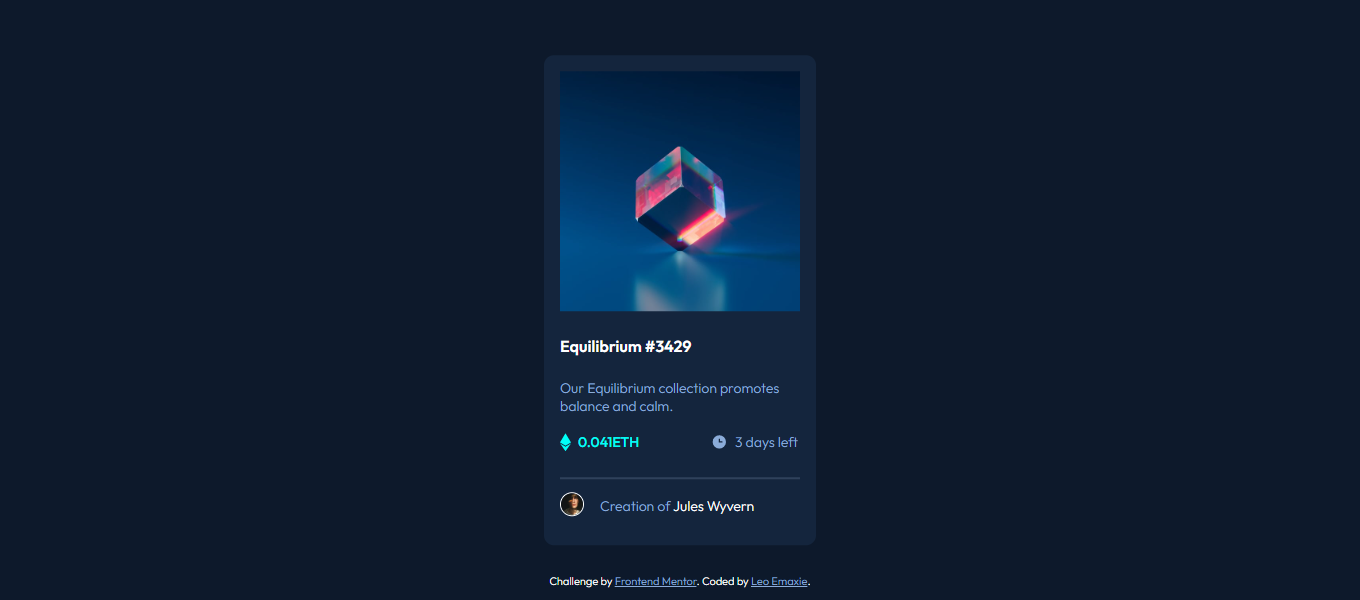 Equilibrium #3429
Our Equilibrium collection promotes
balance and calm.
0.041ETH 3 days left
Creation of Jules Wyvern
Challenge by Frontend Mentor. Coded by Leo Emaxie.